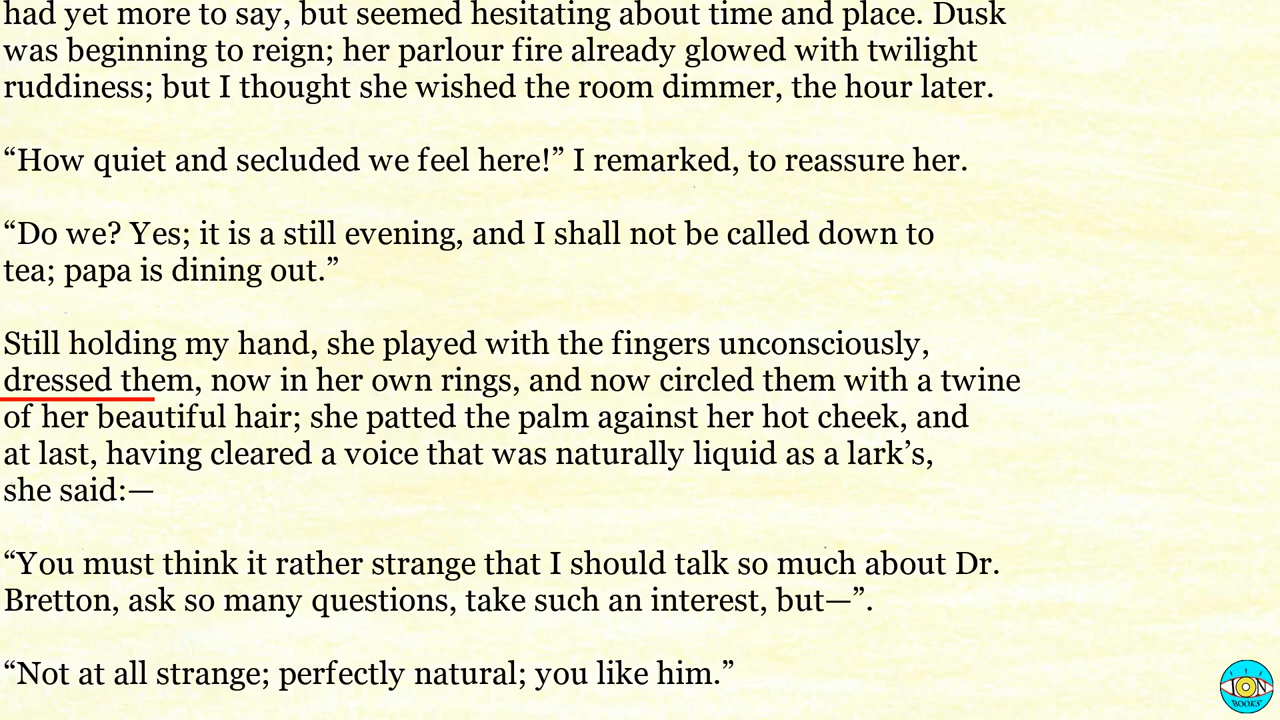 had yet more to say, but seemed hesitating about time and place. Dusk
was beginning to reign; her parlour fire already glowed with twilight
ruddiness; but I thought she wished the room dimmer, the hour later.
“How quiet and secluded we feel here!” I remarked, to reassure her.
“Do we? Yes; it is a still evening, and I shall not be called down to
tea; papa is dining out.”
Still holding my hand, she played with the fingers unconsciously,
dressed them, now in her own rings, and now circled them with a twine
of her beautiful hair; she patted the palm against her hot cheek, and
at last, having cleared a voice that was naturally liquid as a lark’s,
she said:—
“You must think it rather strange that I should talk so much about Dr.
Bretton, ask so many questions, take such an interest, but—”.
“Not at all strange; perfectly natural; you like him.”
ION
BOOKS